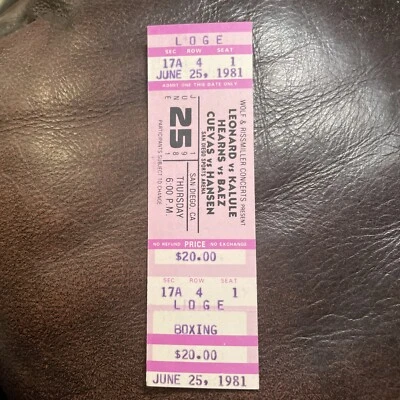 LOGE
SEC ROW SEAT
17A 4 1
JUNE 25, 1981
ADMIT ONE THIS DATE ONLY
WOLF & RISSMILLER CONCERTS PRESENT
LEONARD vs KALULE
HEARNS vs BAEZ
CUEVAS vs HANSEN
SAN DIEGO SPORTS ARENA
JUNE 25 1981
SAN DIEGO, CA
THURSDAY
6:00 P.M.
PARTICIPANTS SUBJECT TO CHANGE
NO REFUND PRICE NO EXCHANGE
$20.00
SEC ROW SEAT
17A 4 1
LOGE
BOXING
$20.00
JUNE 25, 1981